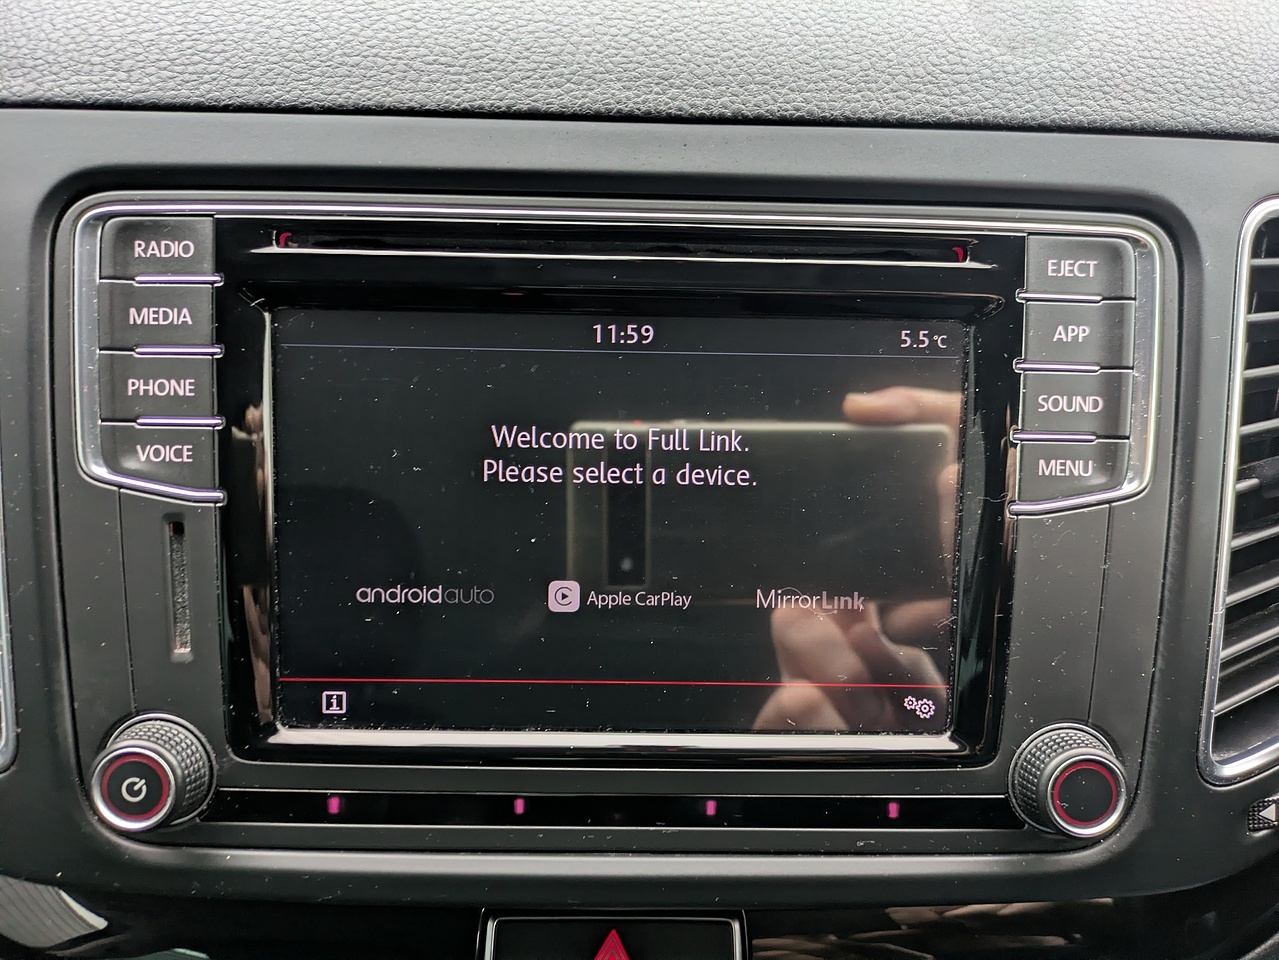 RADIO
MEDIA
PHONE
VOICE
EJECT
APP
SOUND
MENU
11:59
5.5°C
Welcome to Full Link.
Please select a device.
androidauto
Apple CarPlay
MirrorLink
i